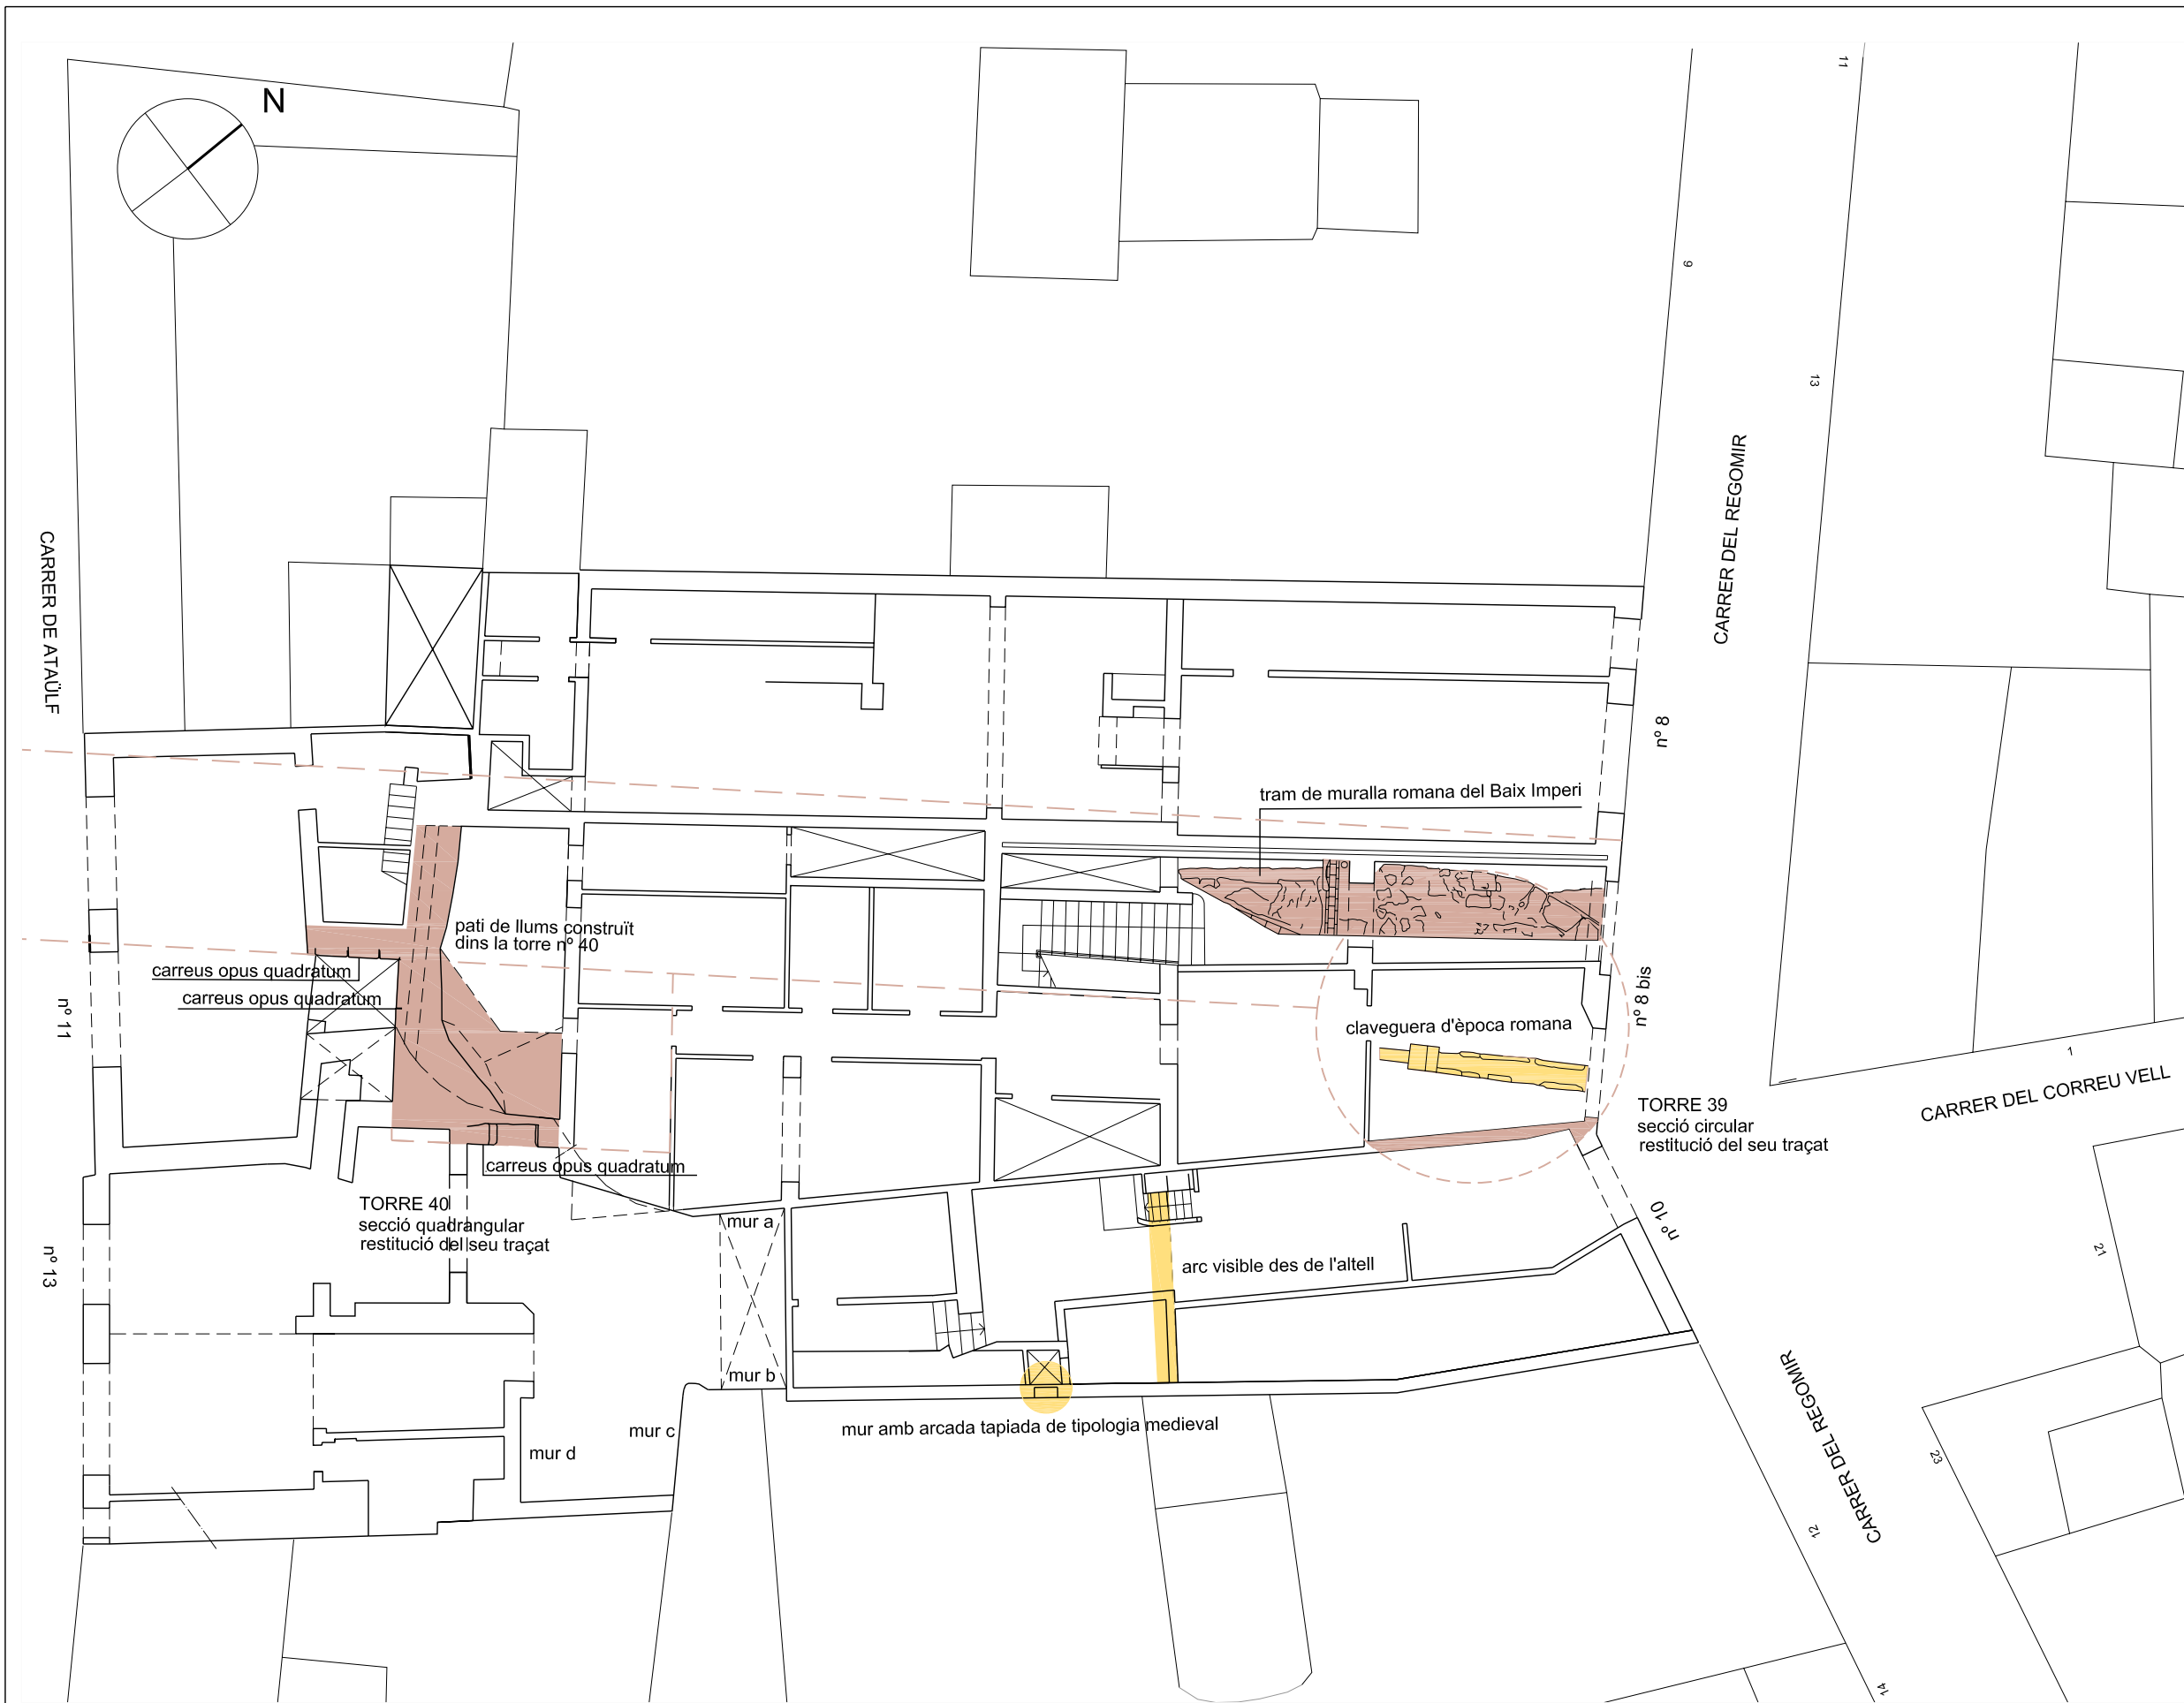 N
11
9
13
CARRER DEL REGOMIR
CARRER DE ATAÜLF
nº 8
tram de muralla romana del Baix Imperi
pati de llums construït
dins la torre nº 40
carreus opus quadratum
carreus opus quadratum
nº 11
nº 8 bis
claveguera d'època romana
1
CARRER DEL CORREU VELL
TORRE 39
secció circular
restitució del seu traçat
carreus opus quadratum
TORRE 40
secció quadrangular
restitució del seu traçat
nº 13
mur a
nº 10
21
arc visible des de l'altell
mur b
mur c
mur d
mur amb arcada tapiada de tipologia medieval
CARRER DEL REGOMIR
23
12
14